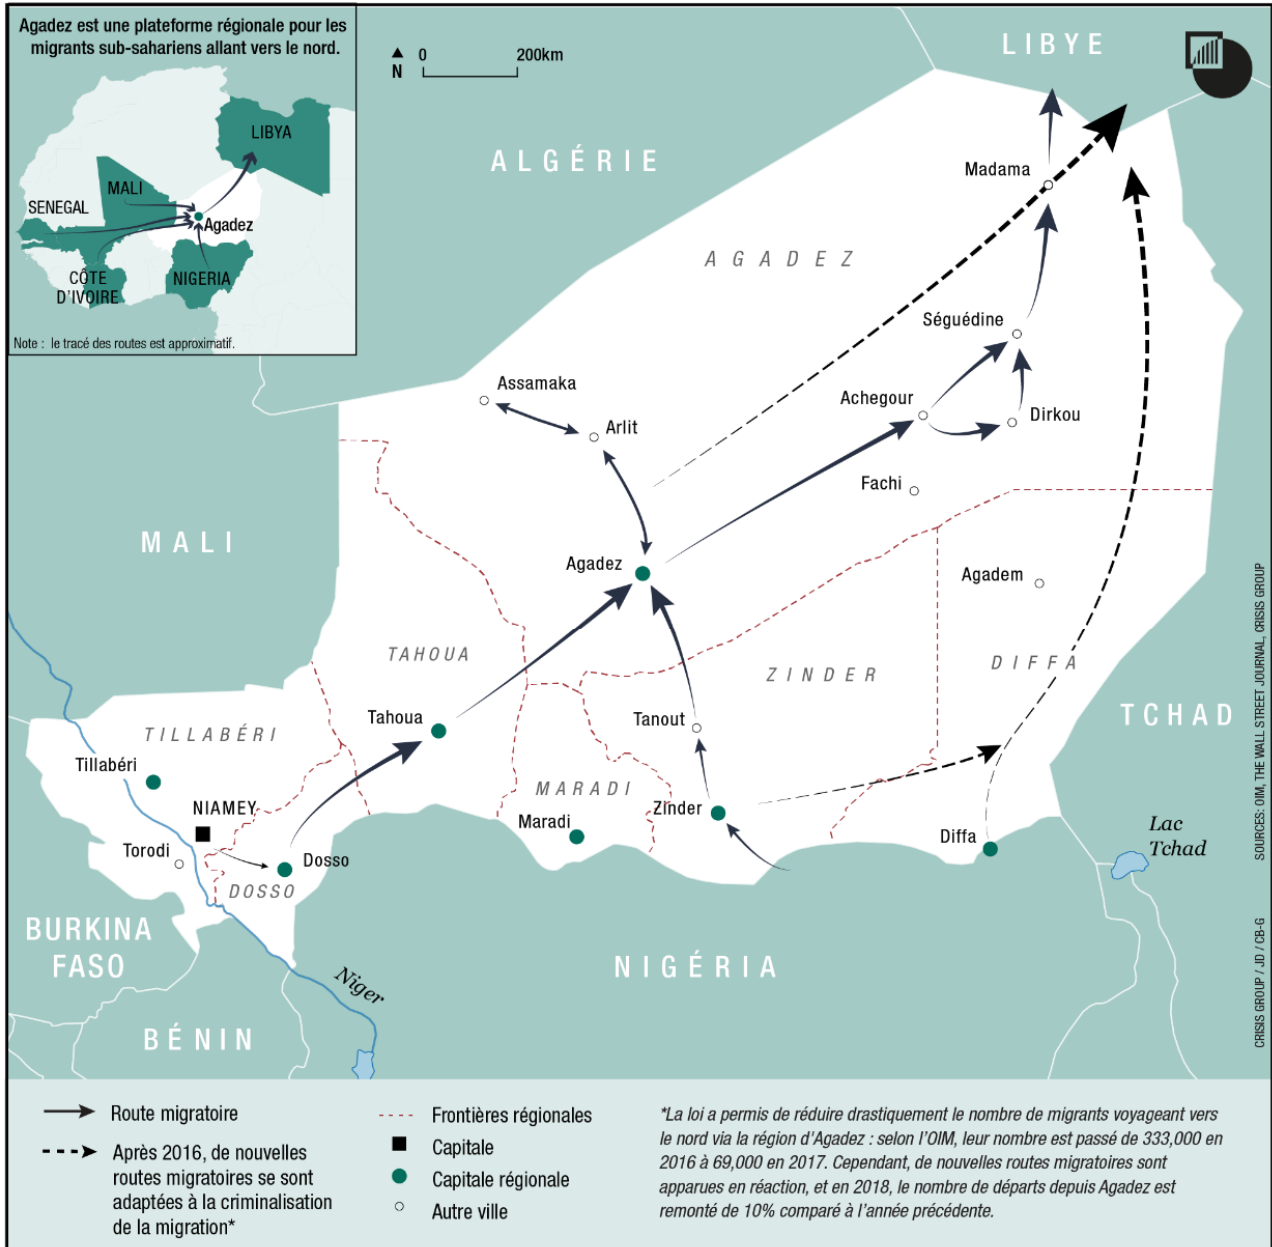 Agadez est une plateforme régionale pour les
migrants sub-sahariens allant vers le nord.
LIBYA
MALI
SENEGAL
Agadez
CÔTE
D'IVOIRE
NIGERIA
Note : le tracé des routes est approximatif.
N
0
200km
LIBYE
ALGÉRIE
Madama
AGADEZ
Séguédine
Assamaka
Achegour
Dirkou
Arlit
Fachi
MALI
Agadez
Agadem
TAHOUA
ZINDER
DIFFA
Tahoua
Tanout
TCHAD
TILLABÉRI
Tillabéri
MARADI
NIAMEY
Zinder
Maradi
Diffa
Lac
Tchad
Torodi
Dosso
DOSSO
BURKINA
FASO
NIGÉRIA
Niger
BÉNIN
SOURCES: OIM, THE WALL STREET JOURNAL, CRISIS GROUP
CRISIS GROUP / JD / CB-G
Route migratoire
Après 2016, de nouvelles
routes migratoires se sont
adaptées à la criminalisation
de la migration*
Frontières régionales
Capitale
Capitale régionale
Autre ville
*La loi a permis de réduire drastiquement le nombre de migrants voyageant vers
le nord via la région d'Agadez : selon l'OIM, leur nombre est passé de 333,000 en
2016 à 69,000 en 2017. Cependant, de nouvelles routes migratoires sont
apparues en réaction, et en 2018, le nombre de départs depuis Agadez est
remonté de 10% comparé à l'année précédente.